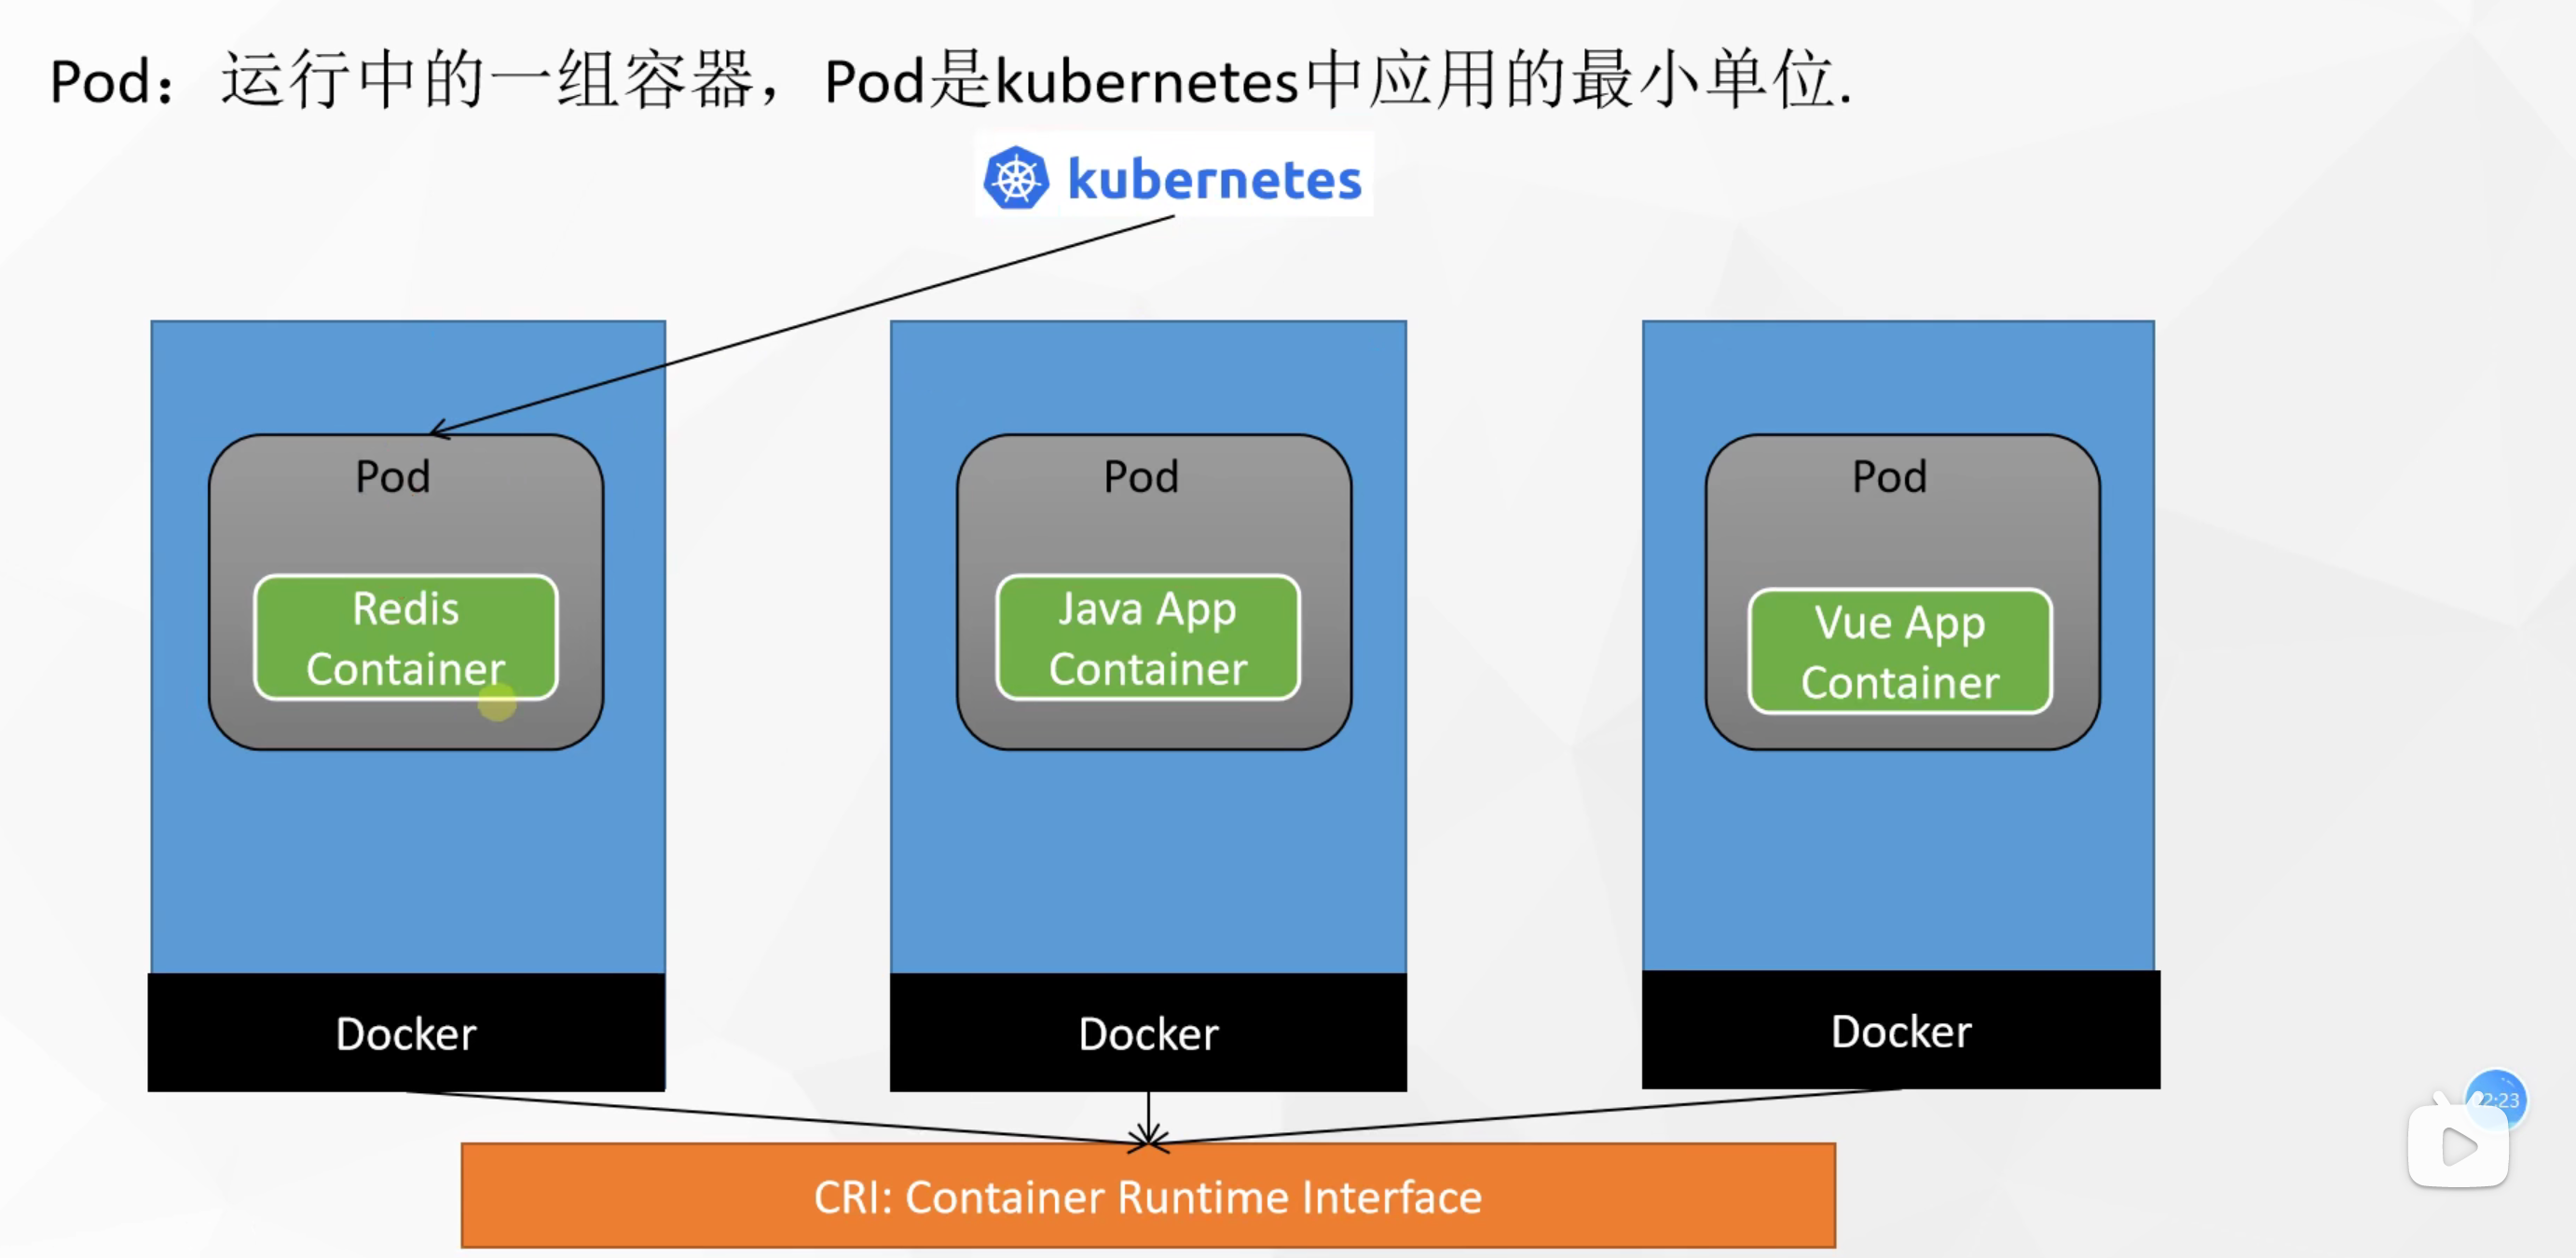 Pod：运行中的一组容器，Pod是kubernetes中应用的最小单位.
kubernetes
Pod
Redis
Container
Docker
Pod
Java App
Container
Docker
Pod
Vue App
Container
Docker
CRI: Container Runtime Interface